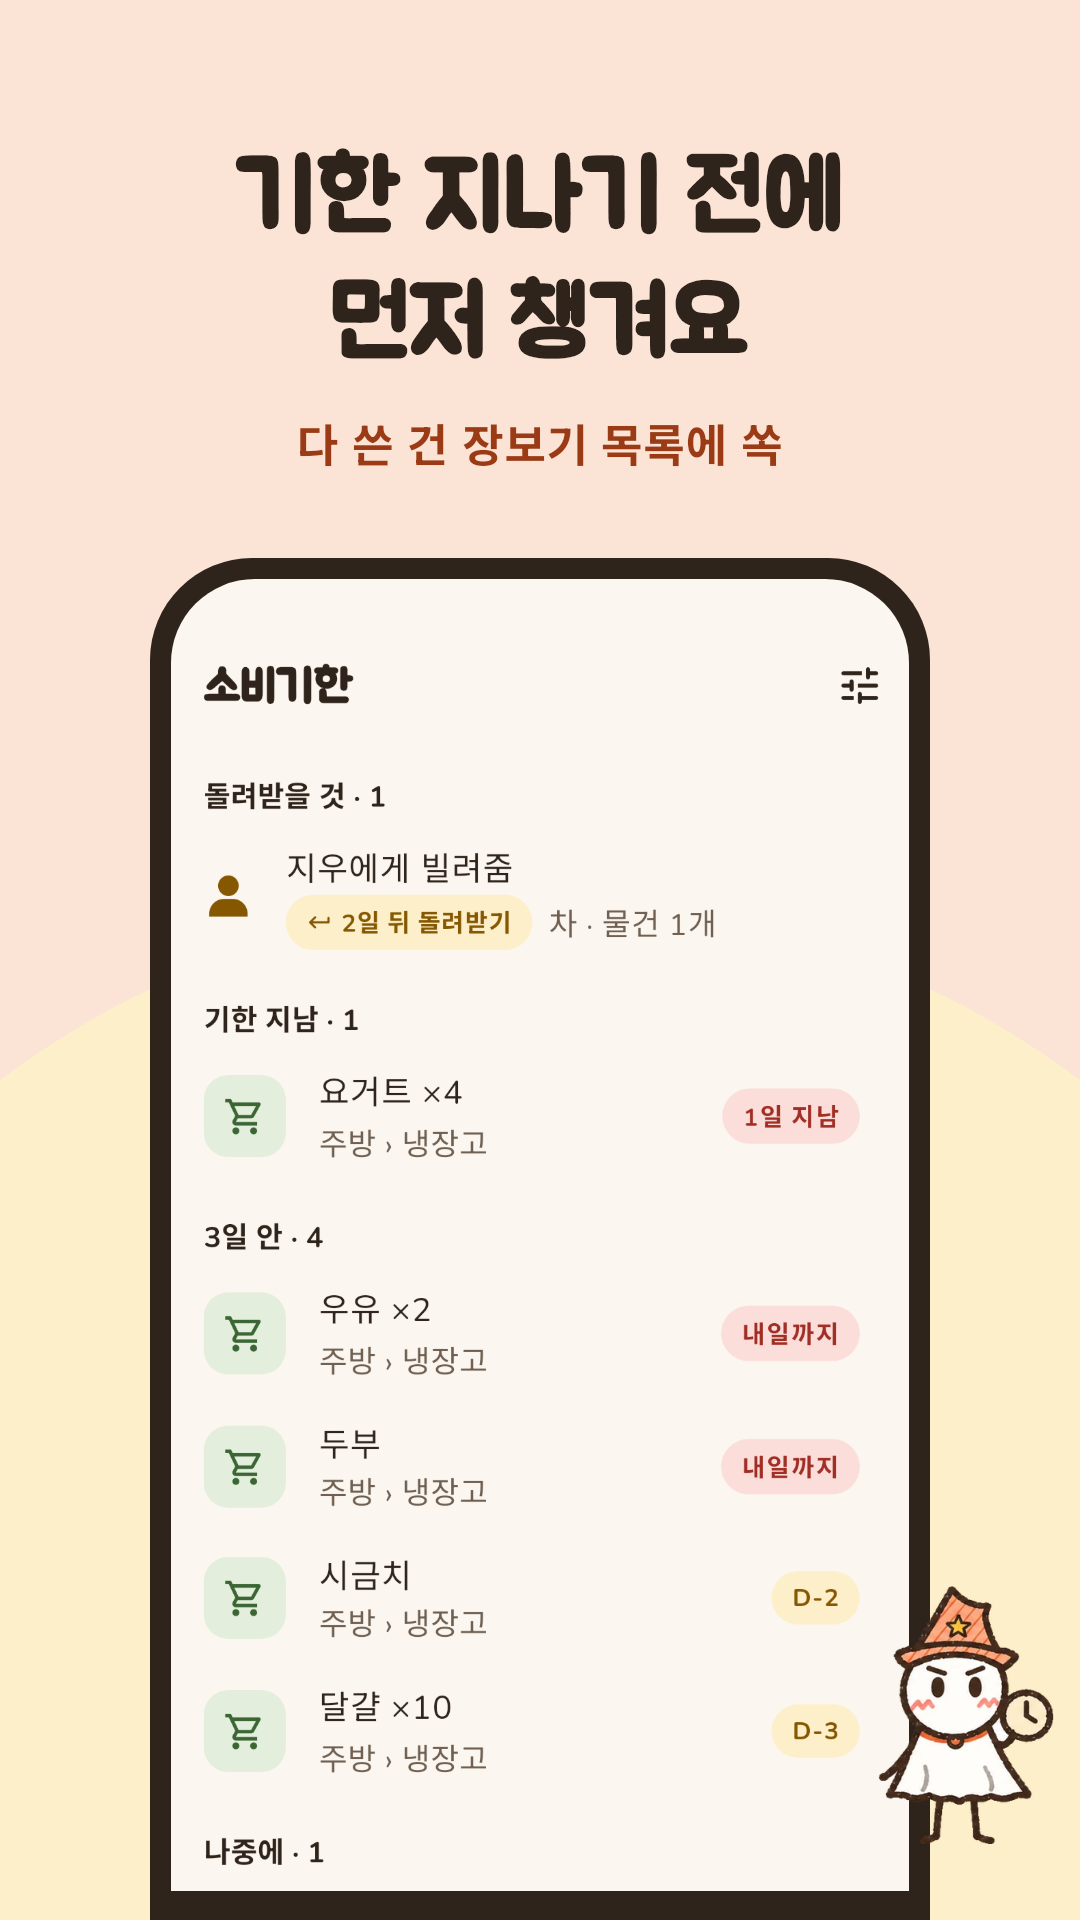 기한 지나기 전에
먼저 챙겨요
다 쓴 건 장보기 목록에 쏙
소비기한
돌려받을 것 · 1
지우에게 빌려줌
↵ 2일 뒤 돌려받기 차 · 물건 1개
기한 지남 · 1
요거트 ×4
주방 › 냉장고
1일 지남
3일 안 · 4
우유 ×2
주방 › 냉장고
내일까지
두부
주방 › 냉장고
내일까지
시금치
주방 › 냉장고
D-2
달걀 ×10
주방 › 냉장고
D-3
나중에 · 1